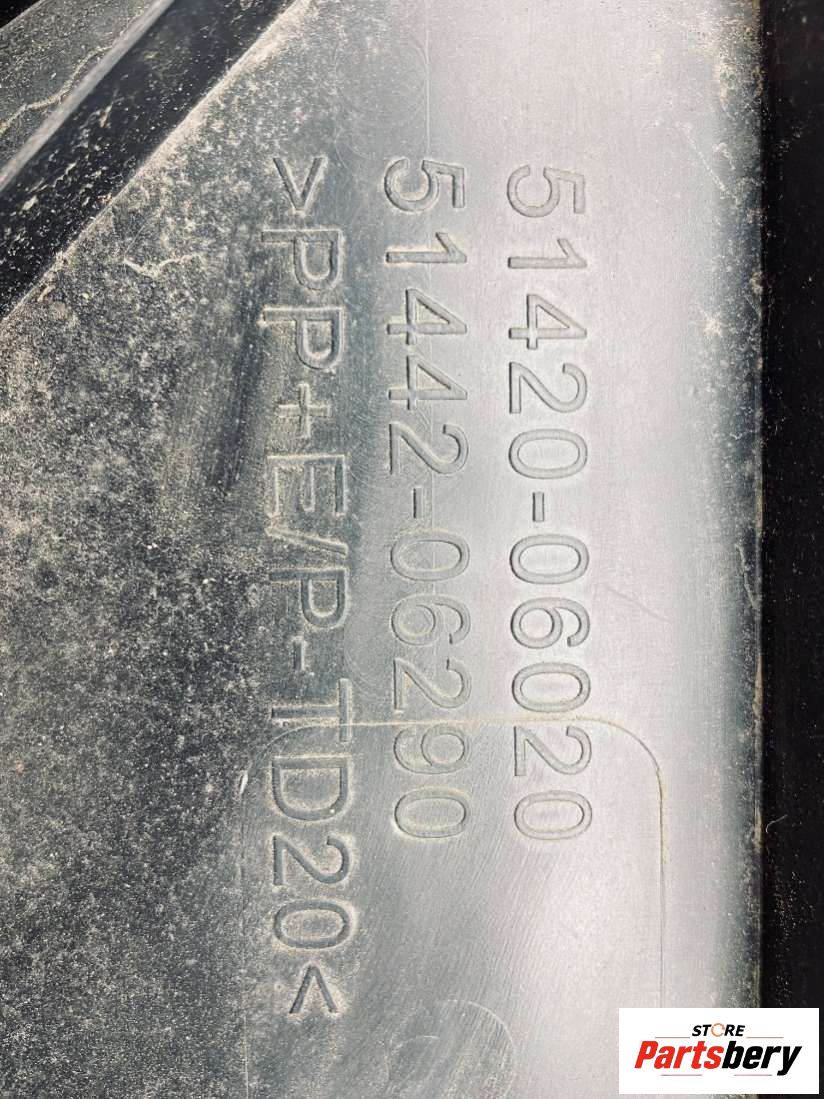 51420-06020
51442-06290
>PP+E/P-TD20<
STORE
Partsbery